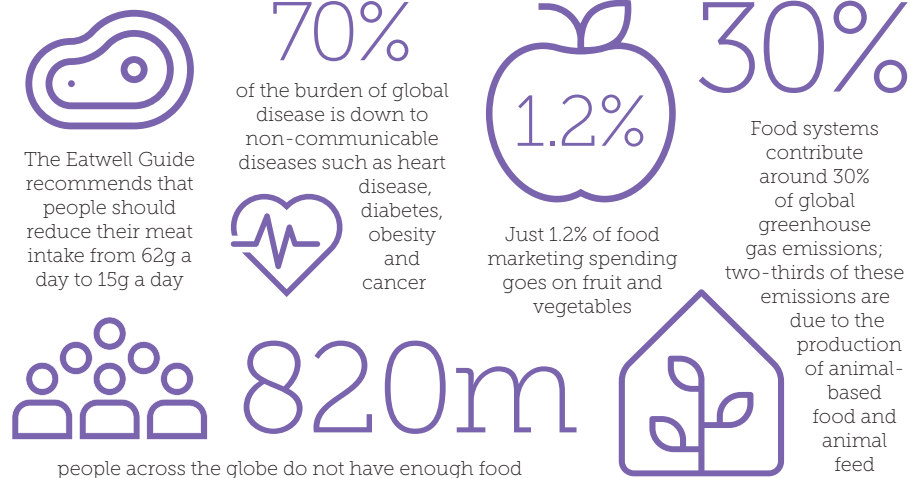 The Eatwell Guide
recommends that
people should
reduce their meat
intake from 62g a
day to 15g a day
70%
of the burden of global
disease is down to
non-communicable
diseases such as heart
disease,
diabetes,
obesity
and
cancer
1.2%
Just 1.2% of food
marketing spending
goes on fruit and
vegetables
30%
Food systems
contribute
around 30%
of global
greenhouse
gas emissions;
two-thirds of these
emissions are
due to the
production
of animal-
based
food and
animal
feed
820m
people across the globe do not have enough food